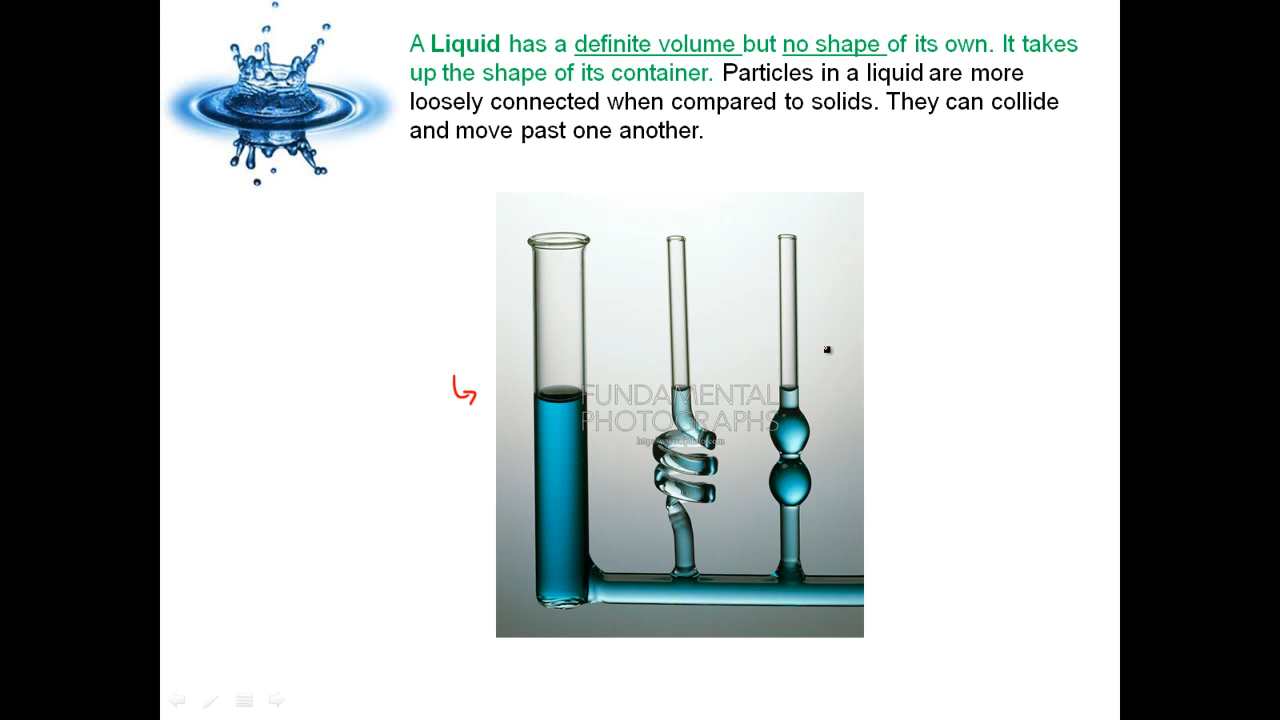 A Liquid has a definite volume but no shape of its own. It takes
up the shape of its container. Particles in a liquid are more
loosely connected when compared to solids. They can collide
and move past one another.
FUNDAMENTAL
PHOTOGRAPHS